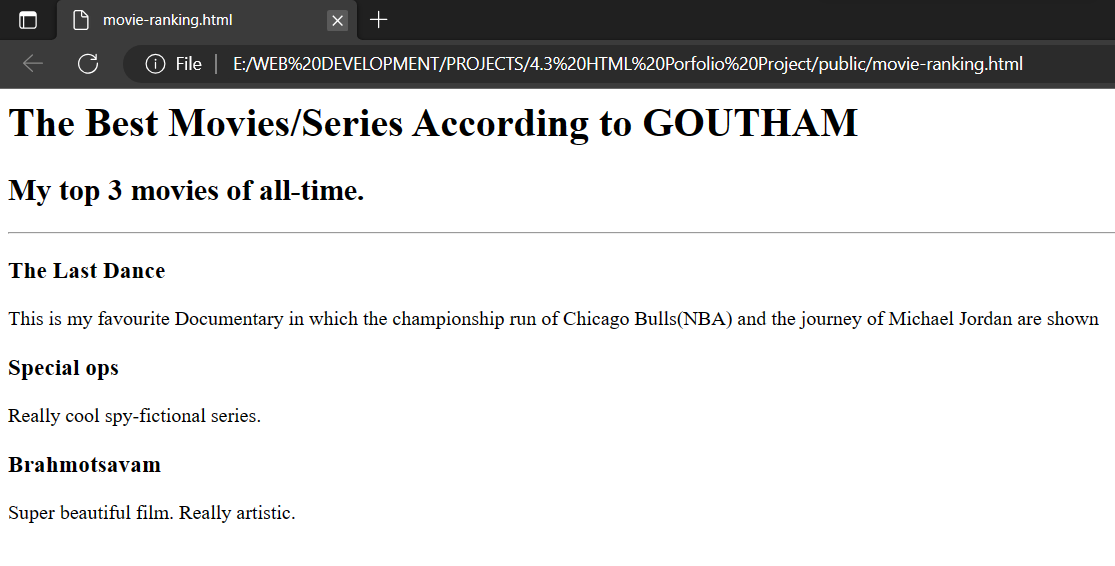 movie-ranking.html
File | E:/WEB%20DEVELOPMENT/PROJECTS/4.3%20HTML%20Porfolio%20Project/public/movie-ranking.html
The Best Movies/Series According to GOUTHAM
My top 3 movies of all-time.
The Last Dance
This is my favourite Documentary in which the championship run of Chicago Bulls(NBA) and the journey of Michael Jordan are shown
Special ops
Really cool spy-fictional series.
Brahmotsavam
Super beautiful film. Really artistic.